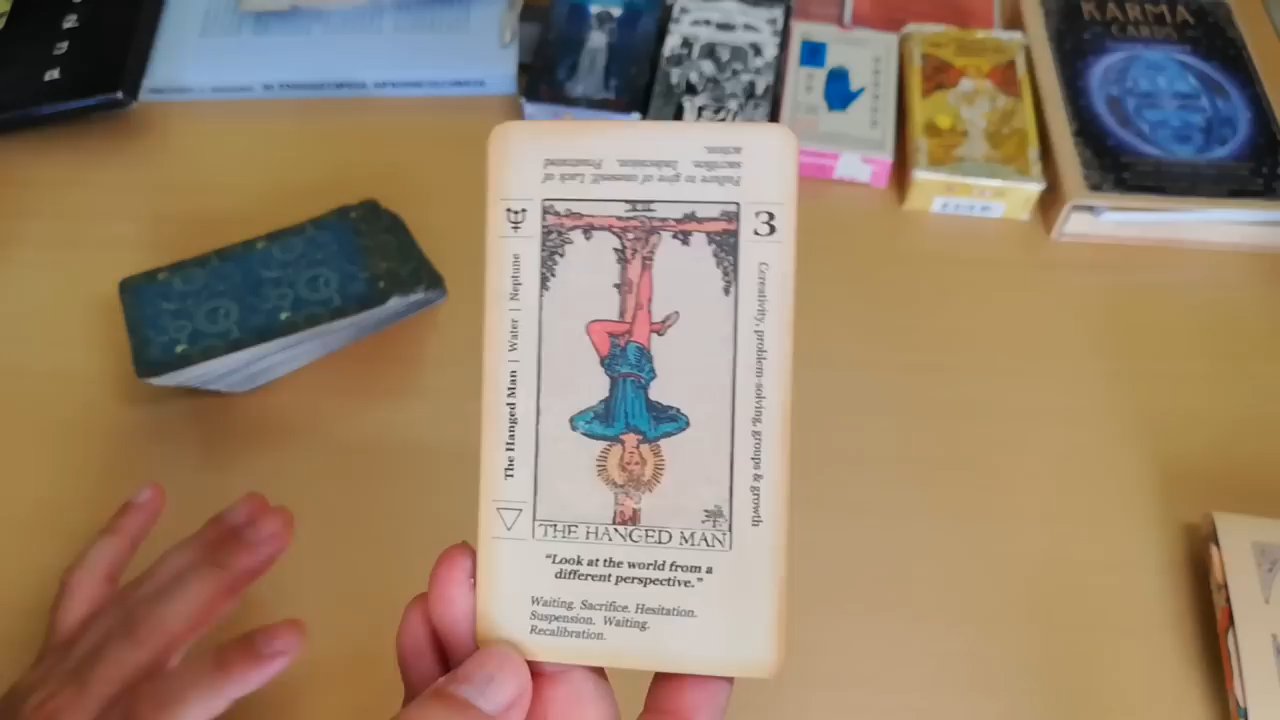 KARMA
CARDS
Failure to give of oneself. Lack of
sacrifice. Indecision. Frustrated
action.
XII
3
The Hanged Man | Water | Neptune
Creativity, problem-solving, groups & growth
THE HANGED MAN
“Look at the world from a
different perspective.”
Waiting. Sacrifice. Hesitation.
Suspension. Waiting.
Recalibration.